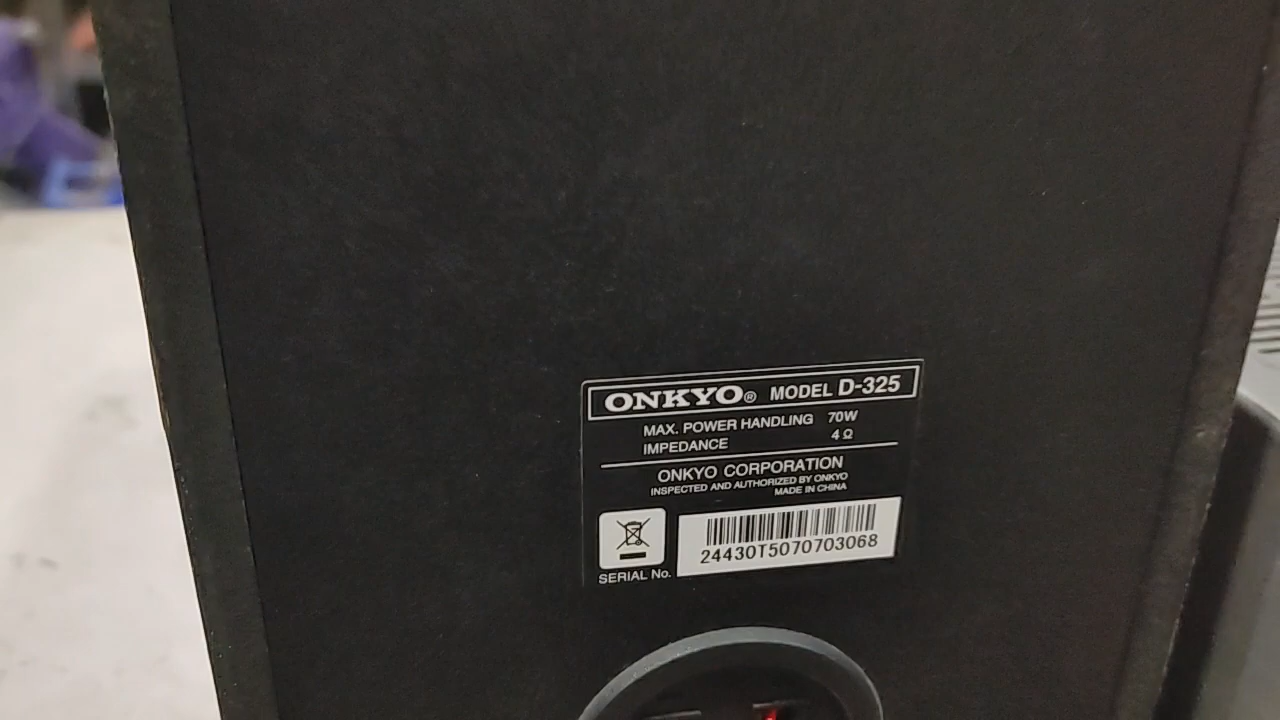 ONKYO® MODEL D-325
MAX. POWER HANDLING 70W
IMPEDANCE 4 Ω
ONKYO CORPORATION
INSPECTED AND AUTHORIZED BY ONKYO
MADE IN CHINA
24430T5070703068
SERIAL No.